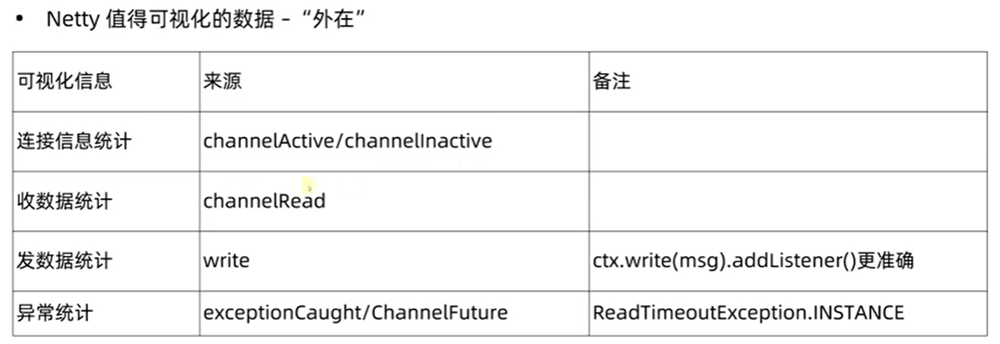 • Netty 值得可视化的数据 – “外在”
可视化信息 来源 备注
连接信息统计 channelActive/channelInactive
收数据统计 channelRead
发数据统计 write ctx.write(msg).addListener()更准确
异常统计 exceptionCaught/ChannelFuture ReadTimeoutException.INSTANCE